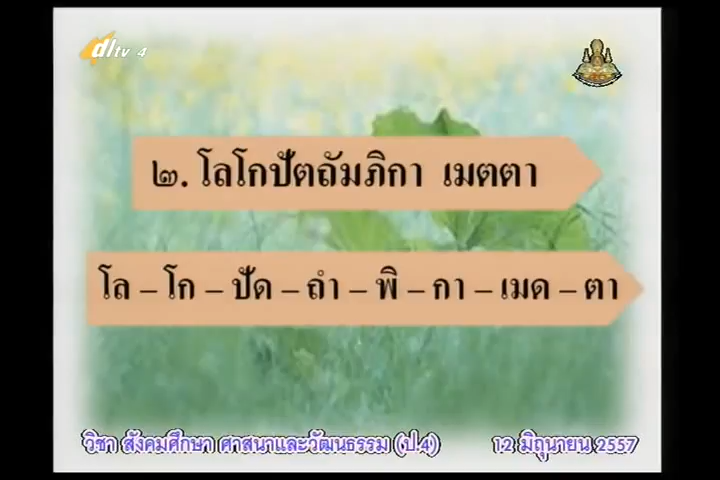 dltv 4
๒. โลโกปัตถัมภิกา เมตตา
โล – โก – ปัด – ถำ – พิ – กา – เมด – ตา
วิชา สังคมศึกษา ศาสนาและวัฒนธรรม (ป.4) 12 มิถุนายน 2557